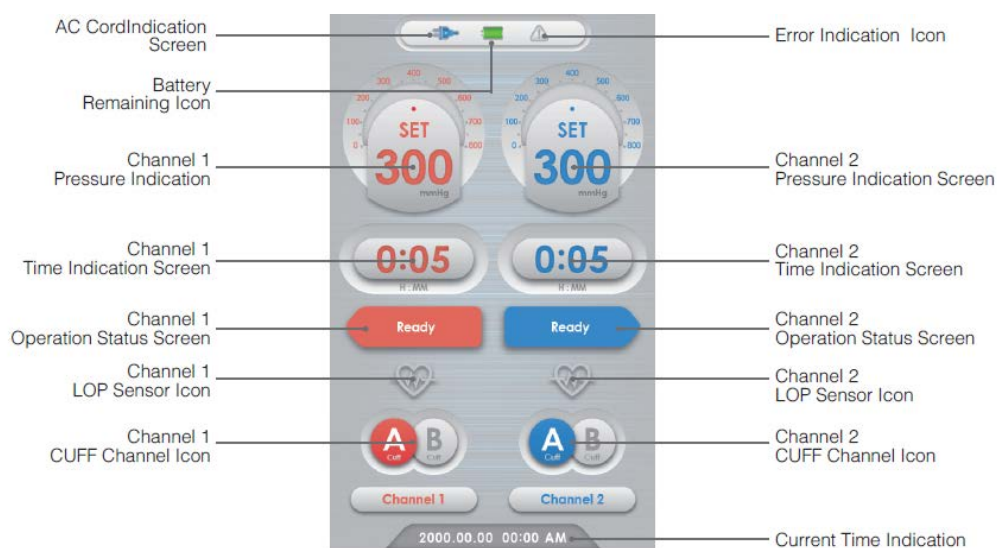 AC CordIndication
Screen
Error Indication Icon
Battery
Remaining Icon
0 100 200 300 400 500 600 700 800
SET
300
mmHg
0 100 200 300 400 500 600 700 800
SET
300
mmHg
Channel 1
Pressure Indication
Channel 2
Pressure Indication Screen
0:05
H : MM
0:05
H : MM
Channel 1
Time Indication Screen
Channel 2
Time Indication Screen
Channel 1
Operation Status Screen
Ready
Ready
Channel 2
Operation Status Screen
Channel 1
LOP Sensor Icon
Channel 2
LOP Sensor Icon
Channel 1
CUFF Channel Icon
A B
Cuff Cuff
A B
Cuff Cuff
Channel 2
CUFF Channel Icon
Channel 1
Channel 2
2000.00.00 00:00 AM
Current Time Indication